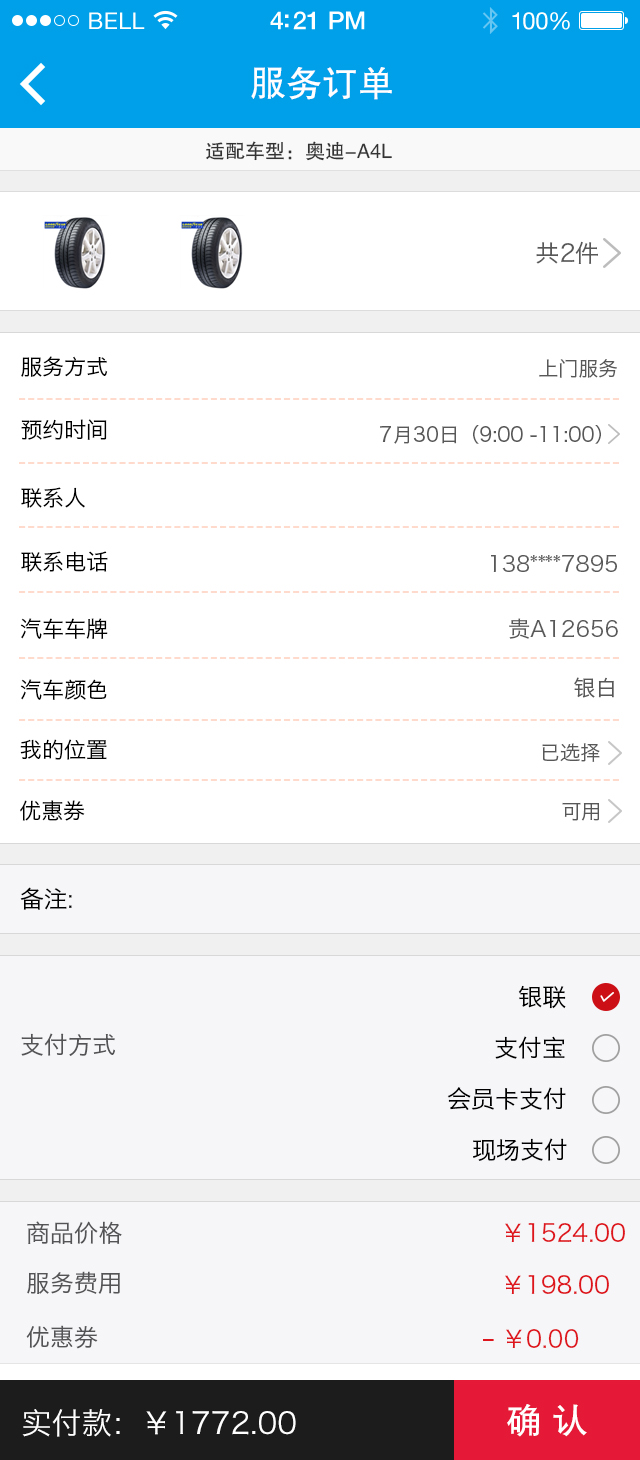 BELL 4:21 PM 100%
服务订单
适配车型：奥迪-A4L
共2件
服务方式 上门服务
预约时间 7月30日（9:00 -11:00）
联系人
联系电话 138****7895
汽车车牌 贵A12656
汽车颜色 银白
我的位置 已选择
优惠券 可用
备注:
支付方式
银联
支付宝
会员卡支付
现场支付
商品价格 ￥1524.00
服务费用 ￥198.00
优惠券 - ￥0.00
实付款： ￥1772.00 确 认